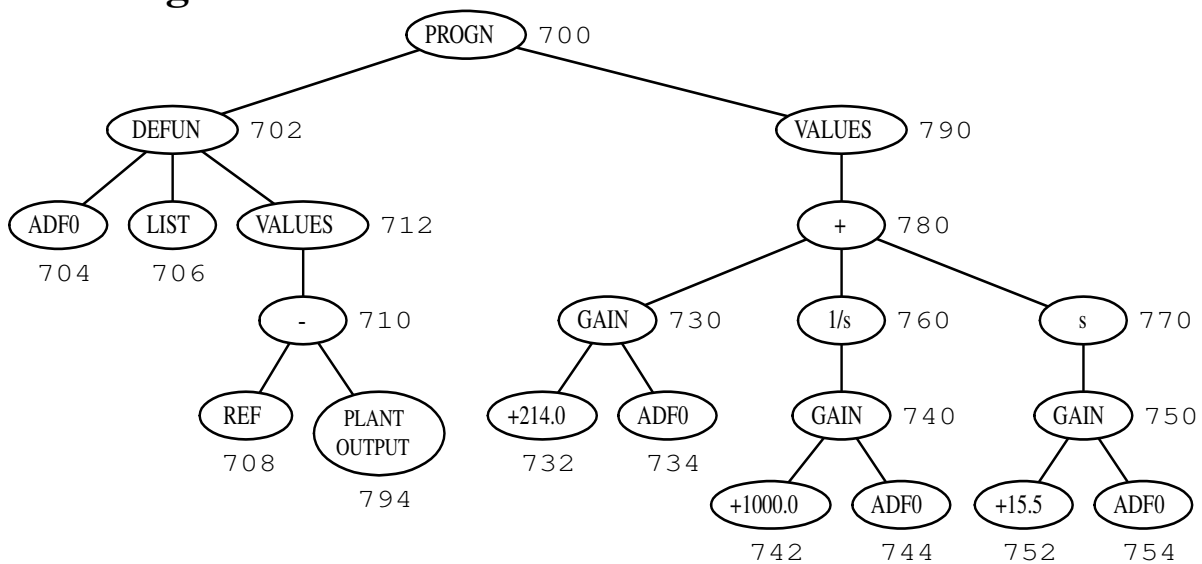 PROGN 700
DEFUN 702 VALUES 790
ADF0 LIST VALUES 712 + 780
704 706
- 710 GAIN 730 1/s 760 s 770
REF PLANT OUTPUT +214.0 ADF0 GAIN 740 GAIN 750
708 794 732 734
+1000.0 ADF0 +15.5 ADF0
742 744 752 754